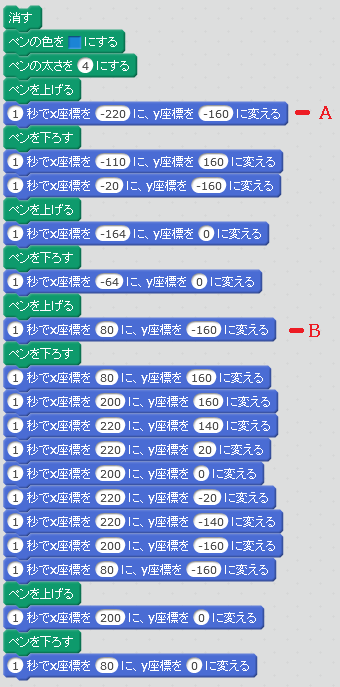 消す
ペンの色を にする
ペンの太さを 4 にする
ペンを上げる
1 秒でx座標を -220 に、y座標を -160 に変える A
ペンを下ろす
1 秒でx座標を -110 に、y座標を 160 に変える
1 秒でx座標を -20 に、y座標を -160 に変える
ペンを上げる
1 秒でx座標を -164 に、y座標を 0 に変える
ペンを下ろす
1 秒でx座標を -64 に、y座標を 0 に変える
ペンを上げる
1 秒でx座標を 80 に、y座標を -160 に変える B
ペンを下ろす
1 秒でx座標を 80 に、y座標を 160 に変える
1 秒でx座標を 200 に、y座標を 160 に変える
1 秒でx座標を 220 に、y座標を 140 に変える
1 秒でx座標を 220 に、y座標を 20 に変える
1 秒でx座標を 200 に、y座標を 0 に変える
1 秒でx座標を 220 に、y座標を -20 に変える
1 秒でx座標を 220 に、y座標を -140 に変える
1 秒でx座標を 200 に、y座標を -160 に変える
1 秒でx座標を 80 に、y座標を -160 に変える
ペンを上げる
1 秒でx座標を 200 に、y座標を 0 に変える
ペンを下ろす
1 秒でx座標を 80 に、y座標を 0 に変える